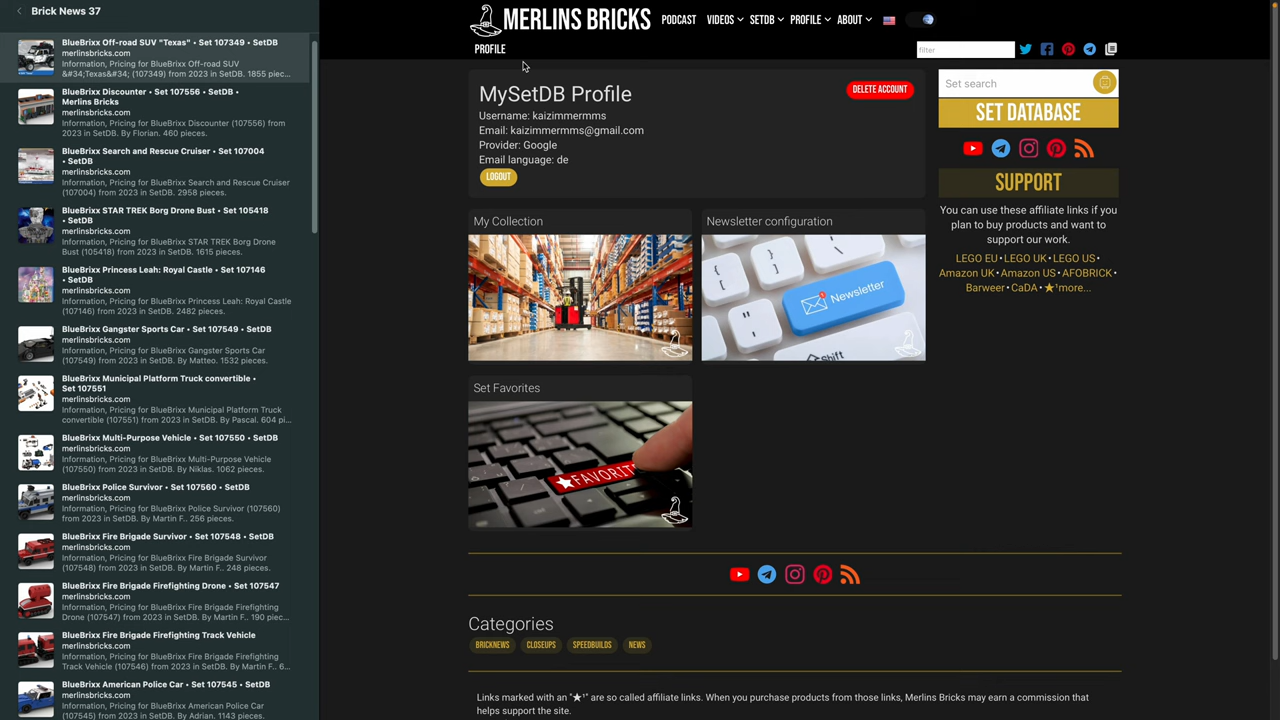 Brick News 37
BlueBrixx Off-road SUV "Texas" • Set 107349 • SetDB
merlinsbricks.com
Information, Pricing for BlueBrixx Off-road SUV
&#34;Texas&#34; (107349) from 2023 in SetDB. 1855 piec...
BlueBrixx Discounter • Set 107556 • SetDB •
Merlins Bricks
merlinsbricks.com
Information, Pricing for BlueBrixx Discounter (107556)
from 2023 in SetDB. By Florian. 460 pieces.
BlueBrixx Search and Rescue Cruiser • Set 107004
• SetDB
merlinsbricks.com
Information, Pricing for BlueBrixx Search and Rescue Cruiser
(107004) from 2023 in SetDB. 2958 pieces.
BlueBrixx STAR TREK Borg Drone Bust • Set 105418
• SetDB
merlinsbricks.com
Information, Pricing for BlueBrixx STAR TREK Borg Drone
Bust (105418) from 2023 in SetDB. 1615 pieces.
BlueBrixx Princess Leah: Royal Castle • Set 107146
• SetDB
merlinsbricks.com
Information, Pricing for BlueBrixx Princess Leah: Royal Castle
(107146) from 2023 in SetDB. 2482 pieces.
BlueBrixx Gangster Sports Car • Set 107549 • SetDB
merlinsbricks.com
Information, Pricing for BlueBrixx Gangster Sports Car
(107549) from 2023 in SetDB. By Matteo. 1532 pieces.
BlueBrixx Municipal Platform Truck convertible •
Set 107551
merlinsbricks.com
Information, Pricing for BlueBrixx Municipal Platform Truck
convertible (107551) from 2023 in SetDB. By Pascal. 604 pi...
BlueBrixx Multi-Purpose Vehicle • Set 107550 • SetDB
merlinsbricks.com
Information, Pricing for BlueBrixx Multi-Purpose Vehicle
(107550) from 2023 in SetDB. By Niklas. 1062 pieces.
BlueBrixx Police Survivor • Set 107560 • SetDB
merlinsbricks.com
Information, Pricing for BlueBrixx Police Survivor (107560)
from 2023 in SetDB. By Martin F.. 256 pieces.
BlueBrixx Fire Brigade Survivor • Set 107548 • SetDB
merlinsbricks.com
Information, Pricing for BlueBrixx Fire Brigade Survivor
(107548) from 2023 in SetDB. By Martin F.. 248 pieces.
BlueBrixx Fire Brigade Firefighting Drone • Set 107547
merlinsbricks.com
Information, Pricing for BlueBrixx Fire Brigade Firefighting
Drone (107547) from 2023 in SetDB. By Martin F.. 190 piec...
BlueBrixx Fire Brigade Firefighting Track Vehicle
merlinsbricks.com
Information, Pricing for BlueBrixx Fire Brigade Firefighting
Track Vehicle (107546) from 2023 in SetDB. By Martin F.. 6...
BlueBrixx American Police Car • Set 107545 • SetDB
merlinsbricks.com
Information, Pricing for BlueBrixx American Police Car
(107545) from 2023 in SetDB. By Adrian. 1143 pieces.
MERLINS BRICKS PODCAST VIDEOS SETDB PROFILE ABOUT
PROFILE
filter
MySetDB Profile
DELETE ACCOUNT
Username: kaizimmermms
Email: kaizimmermms@gmail.com
Provider: Google
Email language: de
LOGOUT
My Collection
Newsletter configuration
Newsletter
Shift
Set Favorites
FAVORIT
Set search
SET DATABASE
SUPPORT
You can use these affiliate links if you
plan to buy products and want to
support our work.
LEGO EU • LEGO UK • LEGO US •
Amazon UK • Amazon US • AFOBRICK •
Barweer • CaDA • ★¹more...
Categories
BRICKNEWS CLOSEUPS SPEEDBUILDS NEWS
Links marked with an "★¹" are so called affiliate links. When you purchase products from those links, Merlins Bricks may earn a commission that
helps support the site.